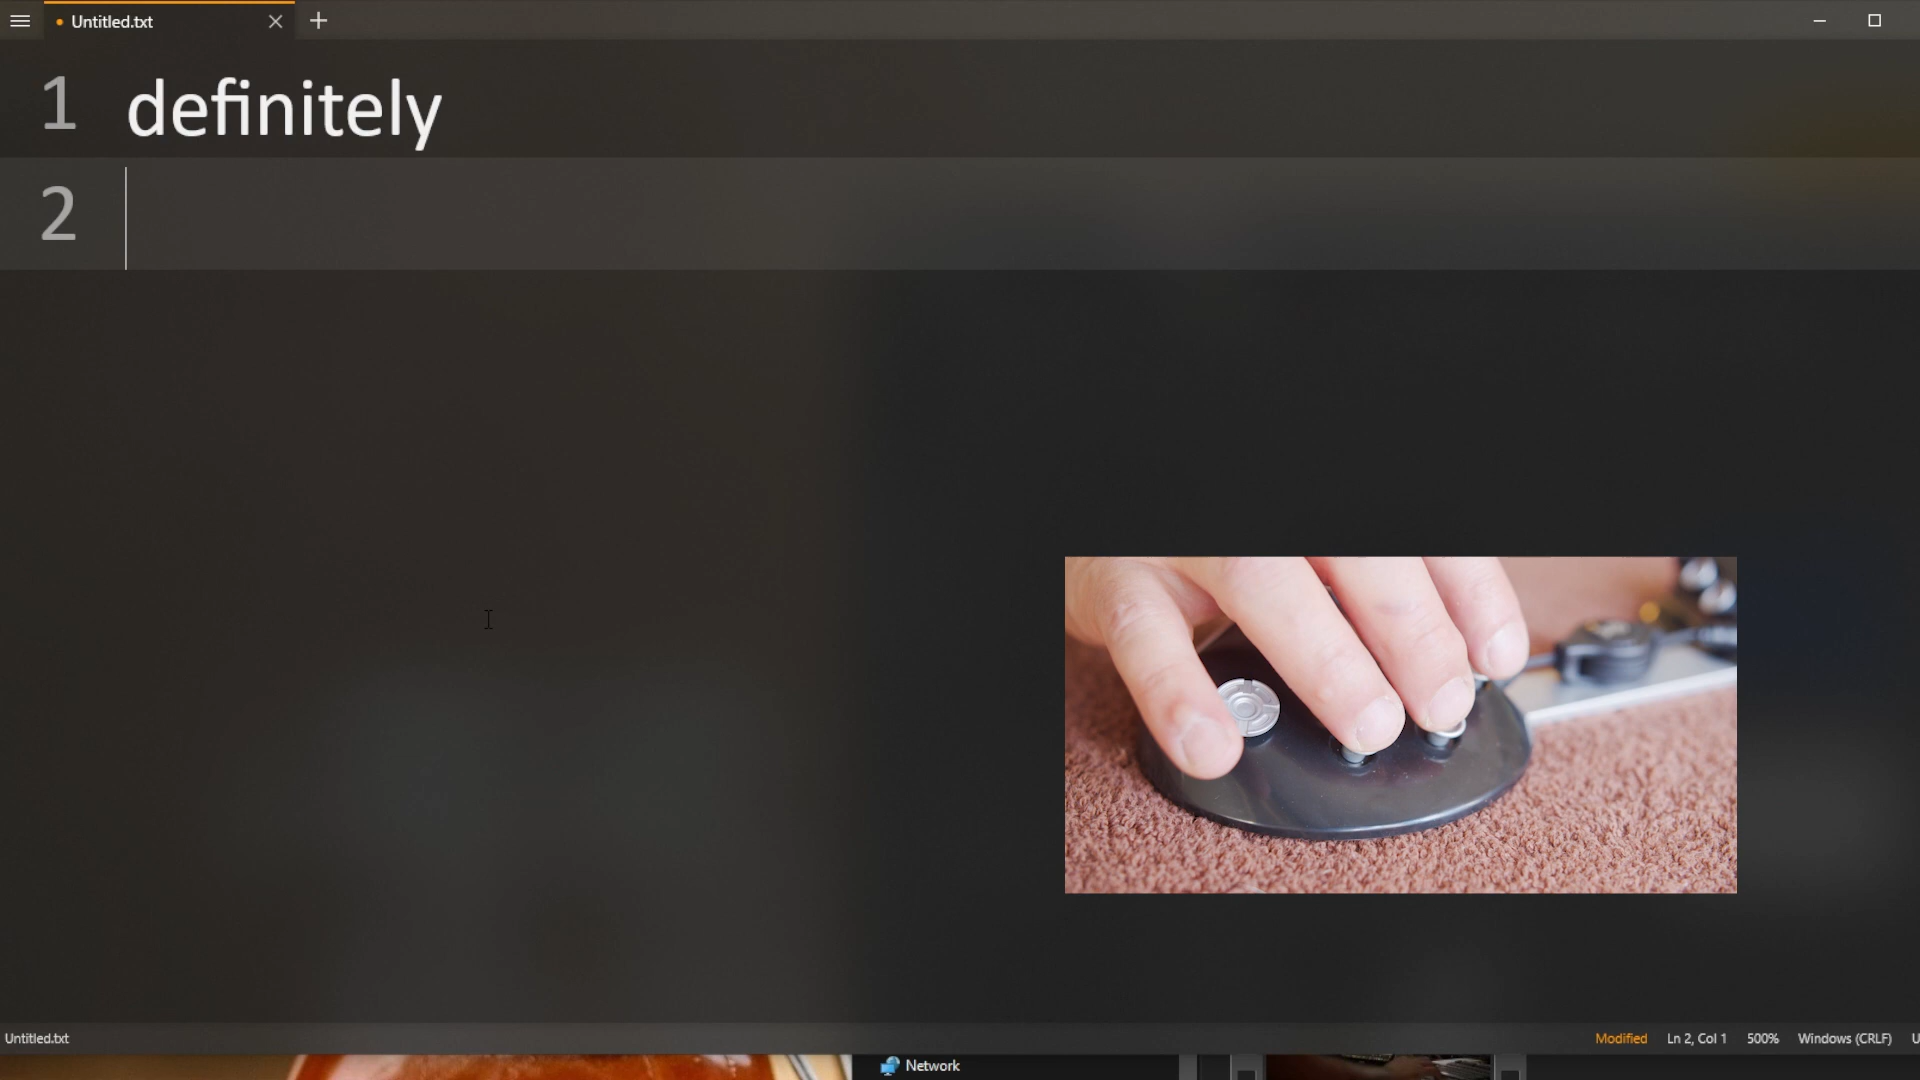 Untitled.txt
1 definitely
2
Untitled.txt Modified Ln 2, Col 1 500% Windows (CRLF) U
Network